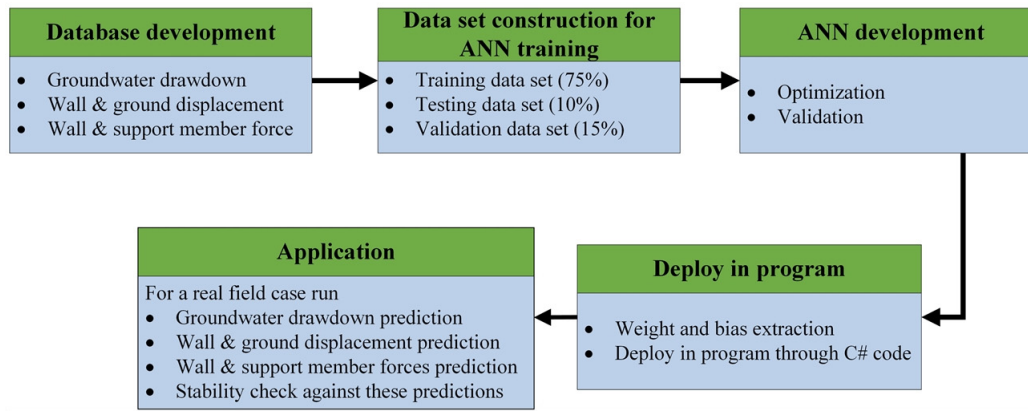 Database development
• Groundwater drawdown
• Wall & ground displacement
• Wall & support member force
Data set construction for
ANN training
• Training data set (75%)
• Testing data set (10%)
• Validation data set (15%)
ANN development
• Optimization
• Validation
Deploy in program
• Weight and bias extraction
• Deploy in program through C# code
Application
For a real field case run
• Groundwater drawdown prediction
• Wall & ground displacement prediction
• Wall & support member forces prediction
• Stability check against these predictions